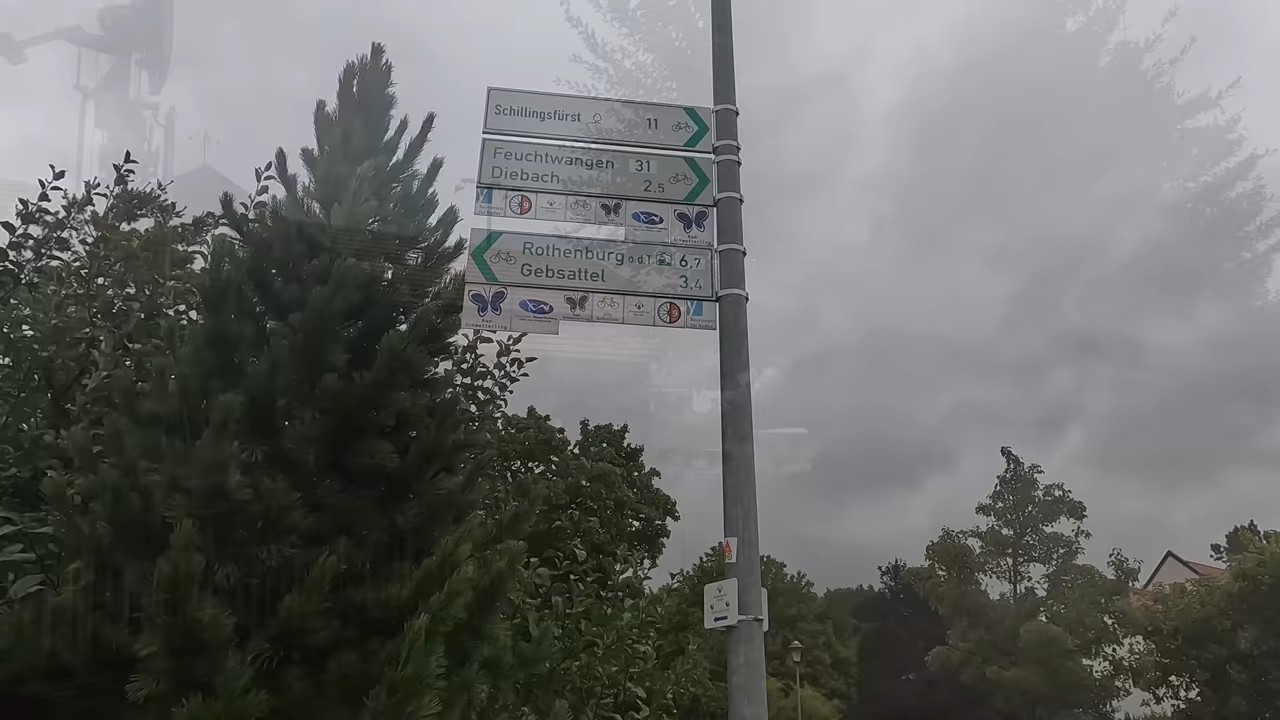 Schillingsfürst 11
Feuchtwangen 31
Diebach 2.5
Rothenburg o.d.T. 6,7
Gebsattel 3,4